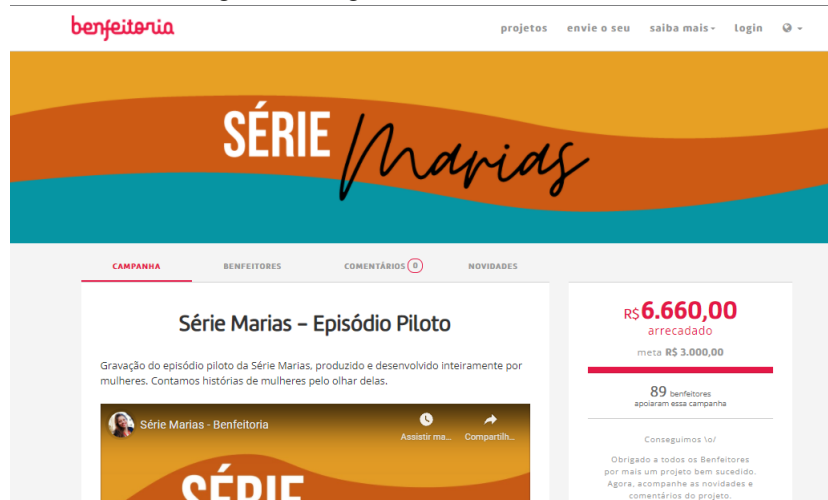 benfeitoria
projetos envie o seu saiba mais login
SÉRIE Marias
CAMPANHA BENFEITORES COMENTÁRIOS 0 NOVIDADES
Série Marias – Episódio Piloto
Gravação do episódio piloto da Série Marias, produzido e desenvolvido inteiramente por
mulheres. Contamos histórias de mulheres pelo olhar delas.
Série Marias - Benfeitoria
Assistir ma... Compartilh...
SÉRIE
R$ 6.660,00
arrecadado
meta R$ 3.000,00
89 benfeitores
apoiaram essa campanha
Conseguimos \o/
Obrigado a todos os Benfeitores
por mais um projeto bem sucedido.
Agora, acompanhe as novidades e
comentários do projeto.